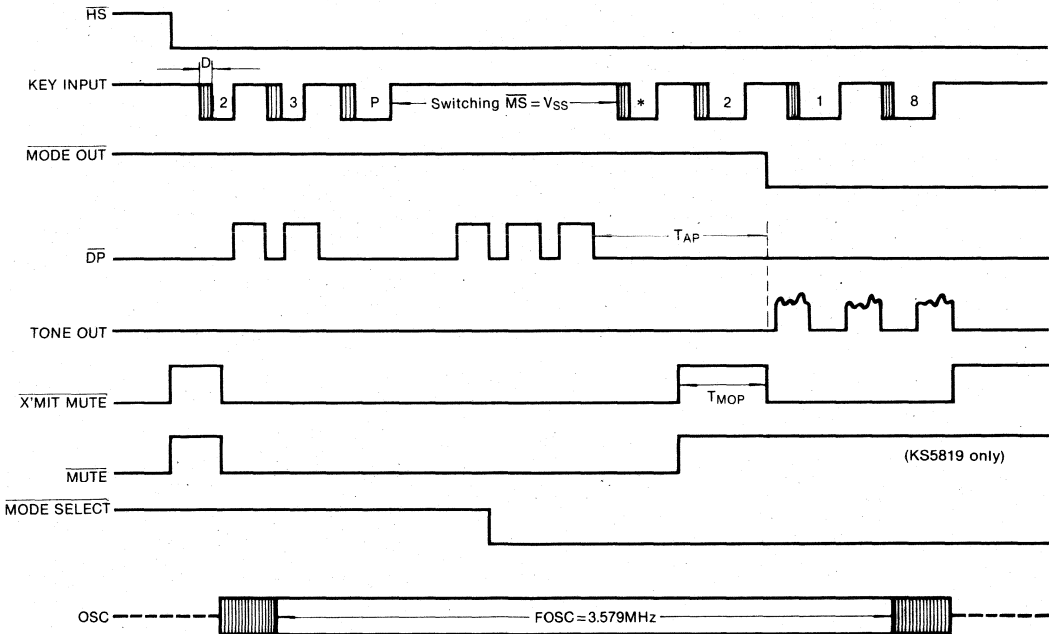 HS
D
KEY INPUT 2 3 P Switching MS = VSS * 2 1 8
MODE OUT
DP TAP
TONE OUT
X'MIT MUTE TMOP
MUTE (KS5819 only)
MODE SELECT
OSC FOSC = 3.579MHz